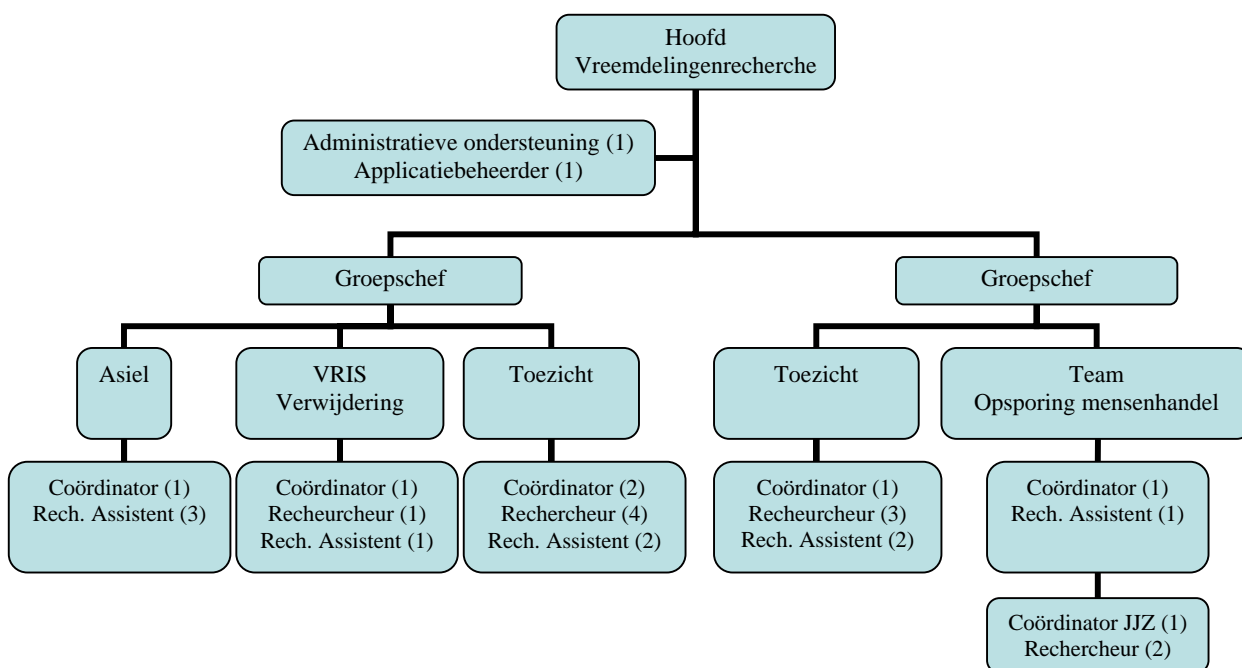 Hoofd
Vreemdelingenrecherche
Administratieve ondersteuning (1)
Applicatiebeheerder (1)
Groepschef
Groepschef
Asiel
VRIS
Verwijdering
Toezicht
Toezicht
Team
Opsporing mensenhandel
Coördinator (1)
Rech. Assistent (3)
Coördinator (1)
Recheurcheur (1)
Rech. Assistent (1)
Coördinator (2)
Rechercheur (4)
Rech. Assistent (2)
Coördinator (1)
Recheurcheur (3)
Rech. Assistent (2)
Coördinator (1)
Rech. Assistent (1)
Coördinator JJZ (1)
Rechercheur (2)